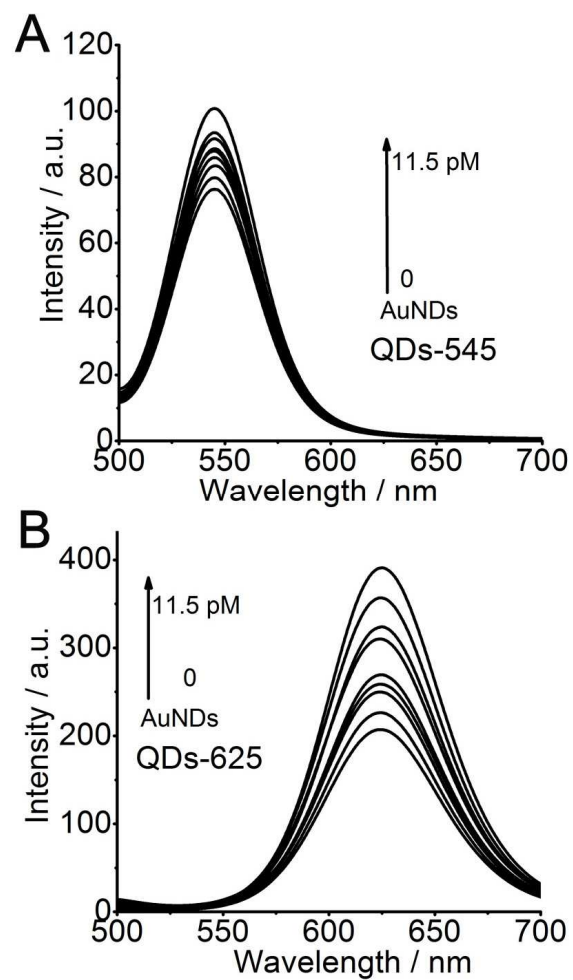 A
120
100
80
60
40
20
0
Intensity / a.u.
11.5 pM
0
AuNDs
QDs-545
500 550 600 650 700
Wavelength / nm
B
400
300
200
100
0
Intensity / a.u.
11.5 pM
0
AuNDs
QDs-625
500 550 600 650 700
Wavelength / nm